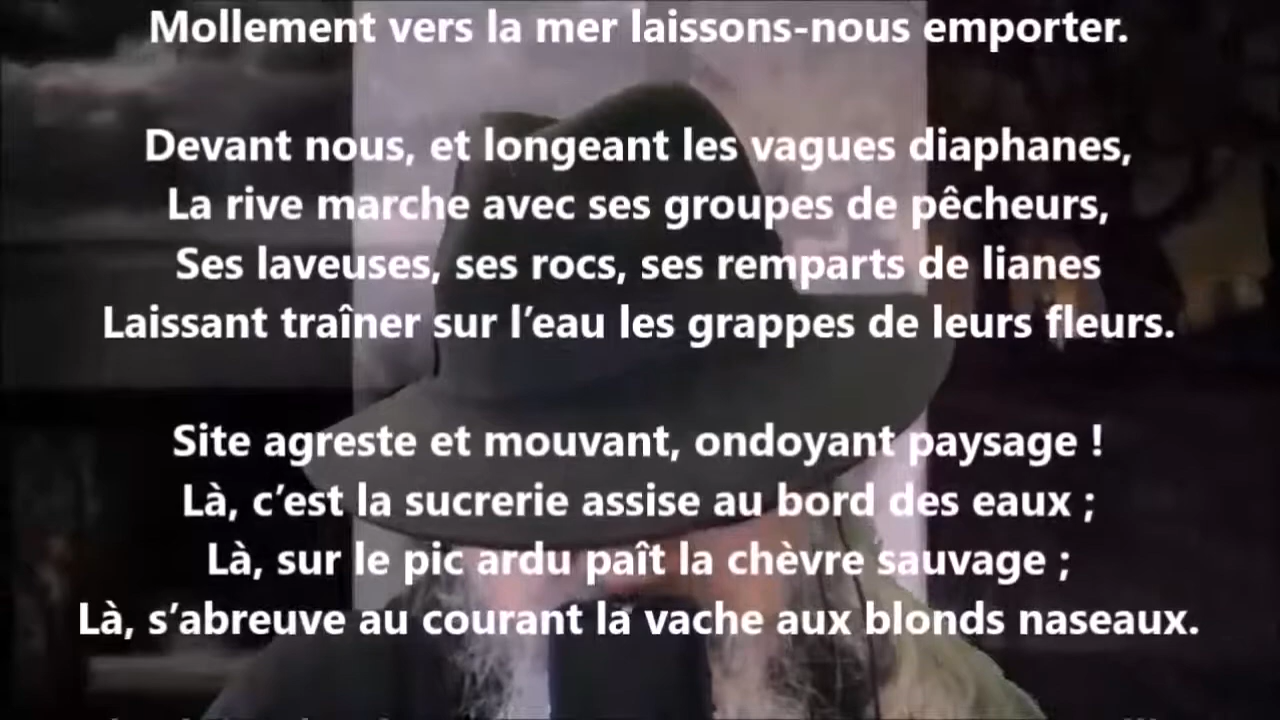 Mollement vers la mer laissons-nous emporter.
Devant nous, et longeant les vagues diaphanes,
La rive marche avec ses groupes de pêcheurs,
Ses laveuses, ses rocs, ses remparts de lianes
Laissant traîner sur l’eau les grappes de leurs fleurs.
Site agreste et mouvant, ondoyant paysage !
Là, c’est la sucrerie assise au bord des eaux ;
Là, sur le pic ardu paît la chèvre sauvage ;
Là, s’abreuve au courant la vache aux blonds naseaux.